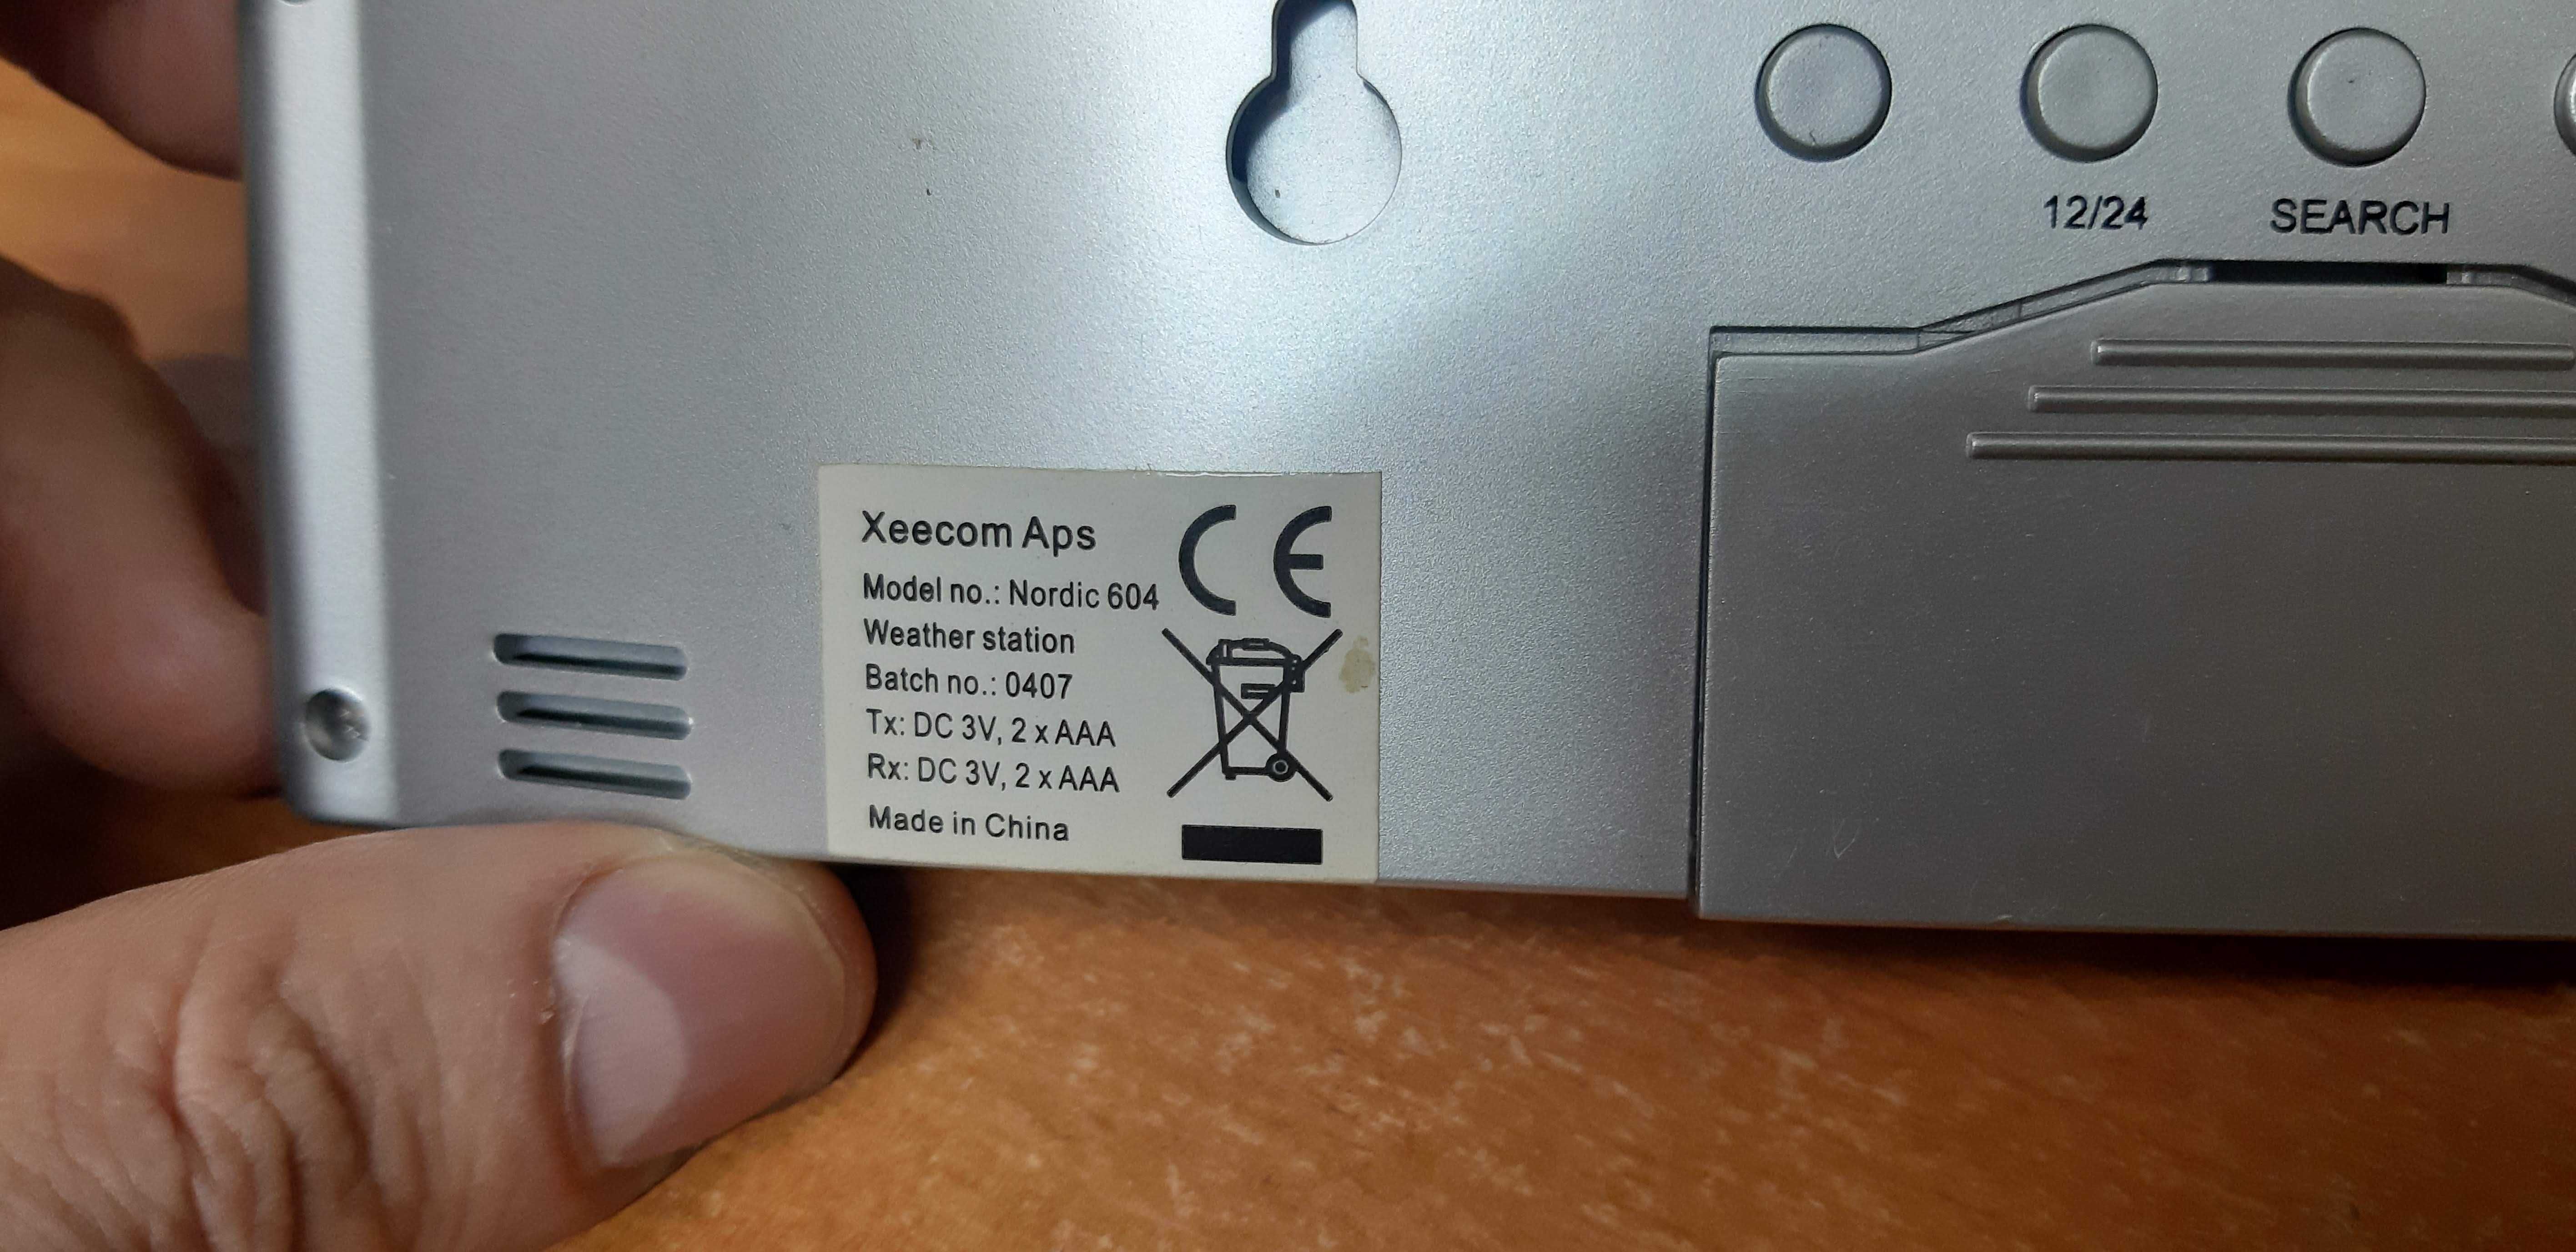 12/24 SEARCH
Xeecom Aps CE
Model no.: Nordic 604
Weather station
Batch no.: 0407
Tx: DC 3V, 2 x AAA
Rx: DC 3V, 2 x AAA
Made in China